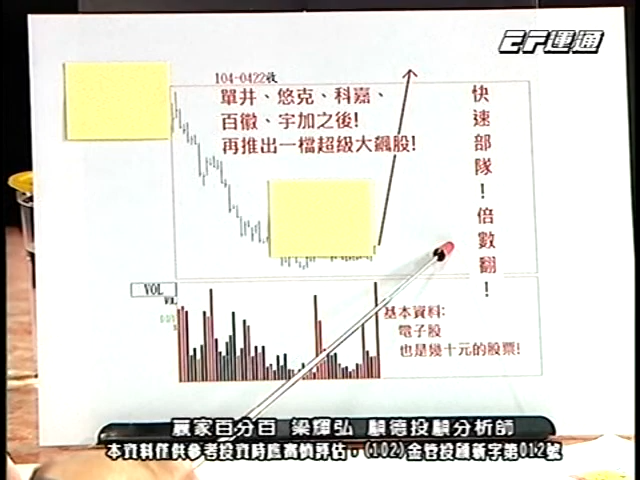 EF運通
104-0422收
單井、悠克、科嘉、
百徽、宇加之後!
再推出一檔超級大飆股!
快速部隊!倍數翻!
VOL
基本資料:
電子股
也是幾十元的股票!
贏家百分百 梁輝弘 顧德投顧分析師
本資料僅供參考投資時應審慎評估。(102)金管投顧新字第012號